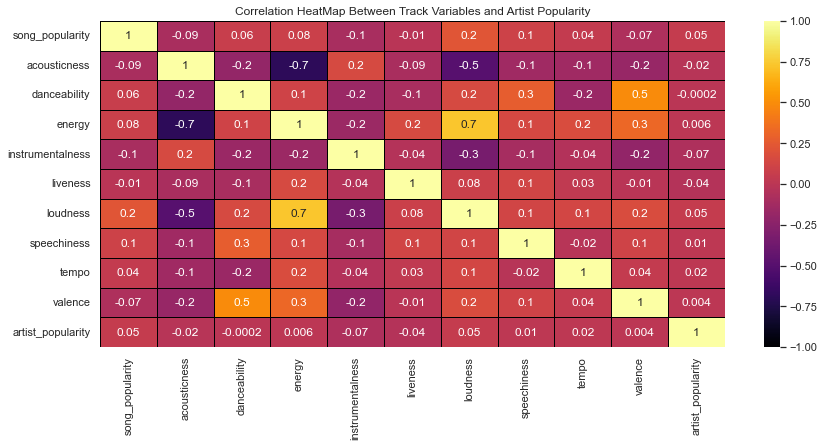 Correlation HeatMap Between Track Variables and Artist Popularity
song_popularity 1 -0.09 0.06 0.08 -0.1 -0.01 0.2 0.1 0.04 -0.07 0.05
acousticness -0.09 1 -0.2 -0.7 0.2 -0.09 -0.5 -0.1 -0.1 -0.2 -0.02
danceability 0.06 -0.2 1 0.1 -0.2 -0.1 0.2 0.3 -0.2 0.5 -0.0002
energy 0.08 -0.7 0.1 1 -0.2 0.2 0.7 0.1 0.2 0.3 0.006
instrumentalness -0.1 0.2 -0.2 -0.2 1 -0.04 -0.3 -0.1 -0.04 -0.2 -0.07
liveness -0.01 -0.09 -0.1 0.2 -0.04 1 0.08 0.1 0.03 -0.01 -0.04
loudness 0.2 -0.5 0.2 0.7 -0.3 0.08 1 0.1 0.1 0.2 0.05
speechiness 0.1 -0.1 0.3 0.1 -0.1 0.1 0.1 1 -0.02 0.1 0.01
tempo 0.04 -0.1 -0.2 0.2 -0.04 0.03 0.1 -0.02 1 0.04 0.02
valence -0.07 -0.2 0.5 0.3 -0.2 -0.01 0.2 0.1 0.04 1 0.004
artist_popularity 0.05 -0.02 -0.0002 0.006 -0.07 -0.04 0.05 0.01 0.02 0.004 1
song_popularity
acousticness
danceability
energy
instrumentalness
liveness
loudness
speechiness
tempo
valence
artist_popularity
1.00
0.75
0.50
0.25
0.00
−0.25
−0.50
−0.75
−1.00